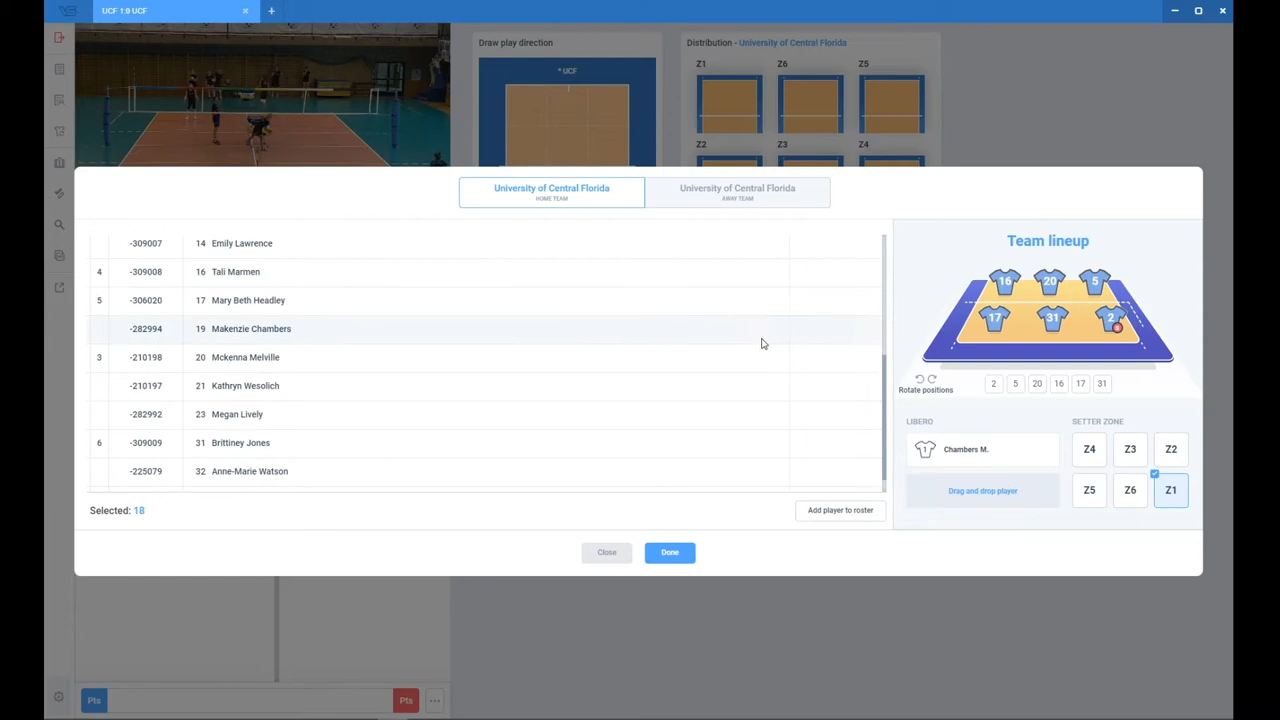 UCF 1:0 UCF
Draw play direction
* UCF
Distribution - University of Central Florida
Z1 Z6 Z5
Z2 Z3 Z4
University of Central Florida
HOME TEAM
University of Central Florida
AWAY TEAM
-309007 14 Emily Lawrence
4 -309008 16 Tali Marmen
5 -306020 17 Mary Beth Headley
-282994 19 Makenzie Chambers
3 -210198 20 Mckenna Melville
-210197 21 Kathryn Wesolich
-282992 23 Megan Lively
6 -309009 31 Brittiney Jones
-225079 32 Anne-Marie Watson
Selected: 18
Add player to roster
Team lineup
16 20 5
17 31 2
Rotate positions
2 5 20 16 17 31
LIBERO
1 Chambers M.
Drag and drop player
SETTER ZONE
Z4 Z3 Z2
Z5 Z6 Z1
Close
Done
Pts
Pts